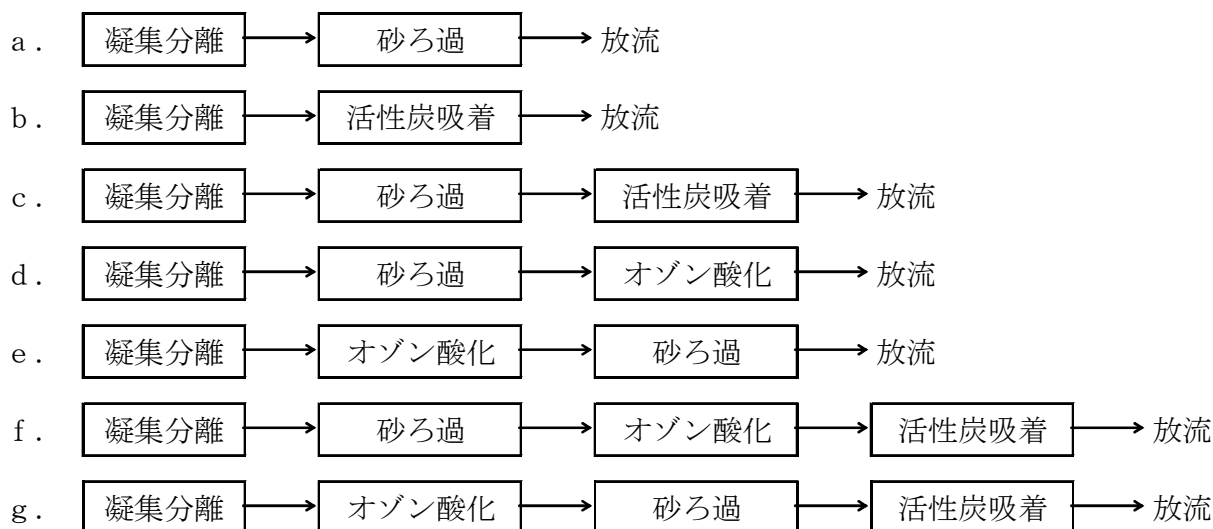 a． 凝集分離 砂ろ過 放流
b． 凝集分離 活性炭吸着 放流
c． 凝集分離 砂ろ過 活性炭吸着 放流
d． 凝集分離 砂ろ過 オゾン酸化 放流
e． 凝集分離 オゾン酸化 砂ろ過 放流
f． 凝集分離 砂ろ過 オゾン酸化 活性炭吸着 放流
g． 凝集分離 オゾン酸化 砂ろ過 活性炭吸着 放流